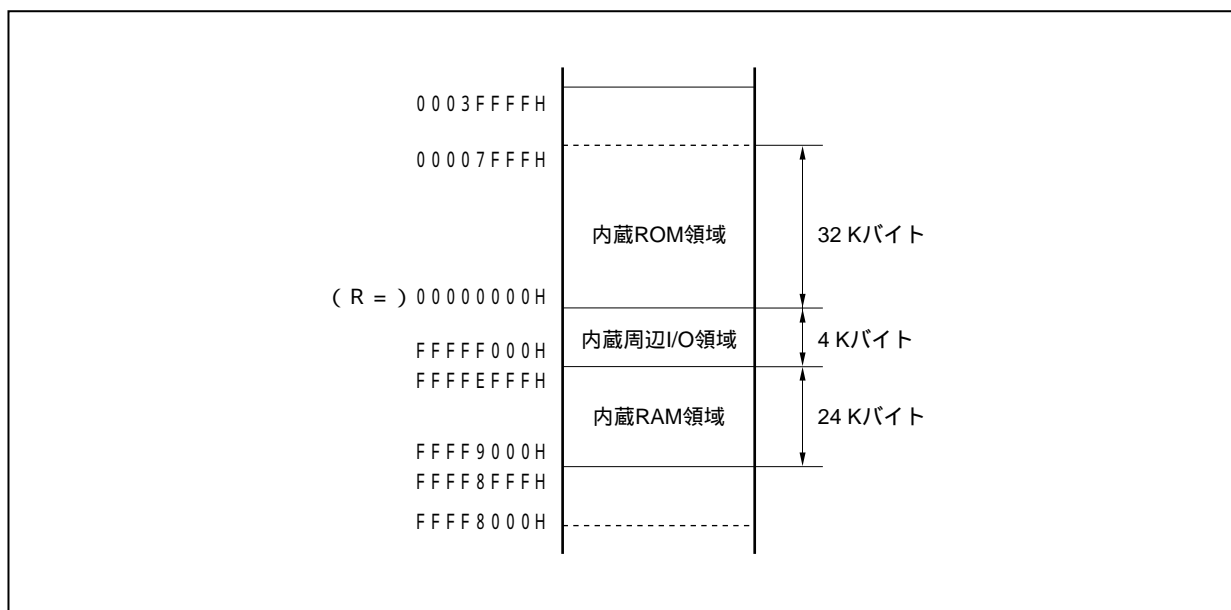 0003FFFFH
00007FFFH
内蔵ROM領域
32 Kバイト
(R=)00000000H
内蔵周辺I/O領域
4 Kバイト
FFFFF000H
FFFFEFFFH
内蔵RAM領域
24 Kバイト
FFFF9000H
FFFF8FFFH
FFFF8000H